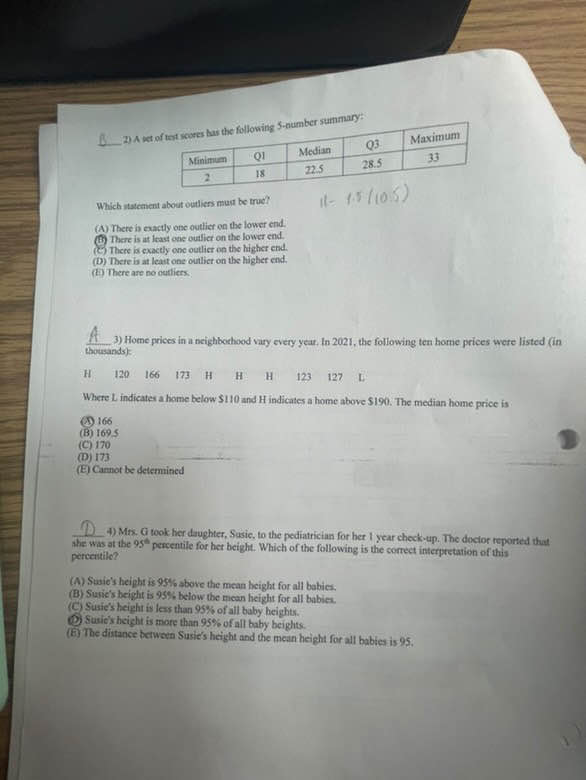 B 2) A set of test scores has the following 5-number summary:
Minimum Q1 Median Q3 Maximum
2 18 22.5 28.5 33
Which statement about outliers must be true?
1.5(10.5)
(A) There is exactly one outlier on the lower end.
(B) There is at least one outlier on the lower end.
(C) There is exactly one outlier on the higher end.
(D) There is at least one outlier on the higher end.
(E) There are no outliers.
A 3) Home prices in a neighborhood vary every year. In 2021, the following ten home prices were listed (in
thousands):
H 120 166 173 H H H 123 127 L
Where L indicates a home below $110 and H indicates a home above $190. The median home price is
(A) 166
(B) 169.5
(C) 170
(D) 173
(E) Cannot be determined
D 4) Mrs. G took her daughter, Susie, to the pediatrician for her 1 year check-up. The doctor reported that
she was at the 95th percentile for her height. Which of the following is the correct interpretation of this
percentile?
(A) Susie's height is 95% above the mean height for all babies.
(B) Susie's height is 95% below the mean height for all babies.
(C) Susie's height is less than 95% of all baby heights.
(D) Susie's height is more than 95% of all baby heights.
(E) The distance between Susie's height and the mean height for all babies is 95.